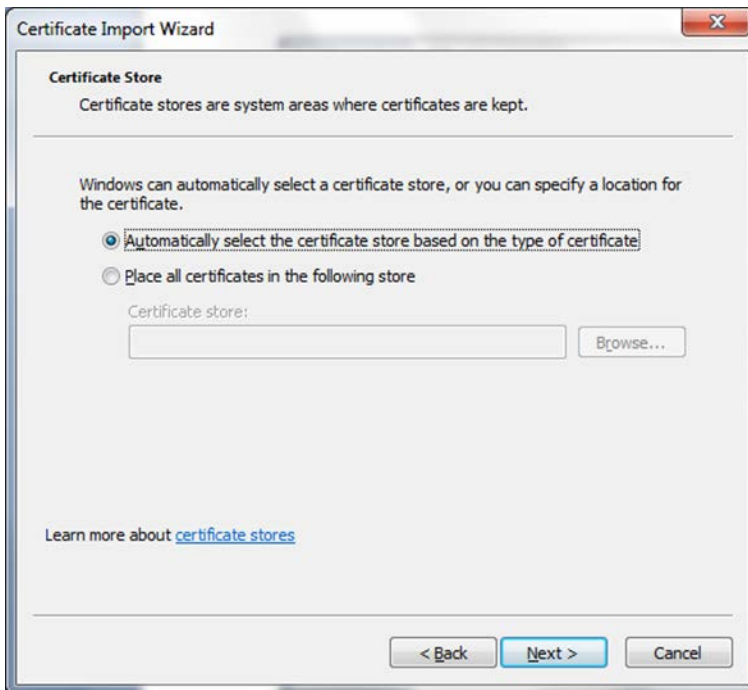 Certificate Import Wizard
Certificate Store
Certificate stores are system areas where certificates are kept.
Windows can automatically select a certificate store, or you can specify a location for
the certificate.
Automatically select the certificate store based on the type of certificate
Place all certificates in the following store
Certificate store:
Browse...
Learn more about certificate stores
< Back
Next >
Cancel